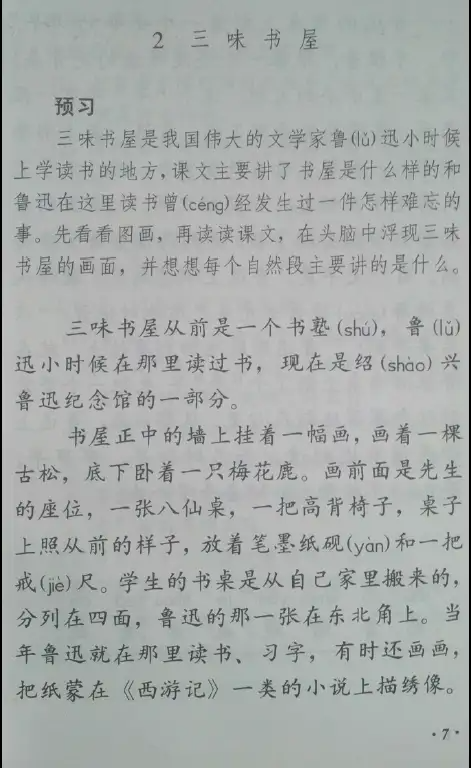 2 三味书屋
预习
三味书屋是我国伟大的文学家鲁(lǔ)迅小时候
上学读书的地方,课文主要讲了书屋是什么样的和
鲁迅在这里读书曾(céng)经发生过一件怎样难忘的
事。先看看图画，再读读课文，在头脑中浮现三味
书屋的画面，并想想每个自然段主要讲的是什么。
三味书屋从前是一个书塾(shú)，鲁(lǔ)
迅小时候在那里读过书，现在是绍(shào)兴
鲁迅纪念馆的一部分。
书屋正中的墙上挂着一幅画，画着一棵
古松，底下卧着一只梅花鹿。画前面是先生
的座位，一张八仙桌，一把高背椅子，桌子
上照从前的样子，放着笔墨纸砚(yàn)和一把
戒(jiè)尺。学生的书桌是从自己家里搬来的，
分列在四面，鲁迅的那一张在东北角上。当
年鲁迅就在那里读书、习字，有时还画画，
把纸蒙在《西游记》一类的小说上描绣像。
·7·